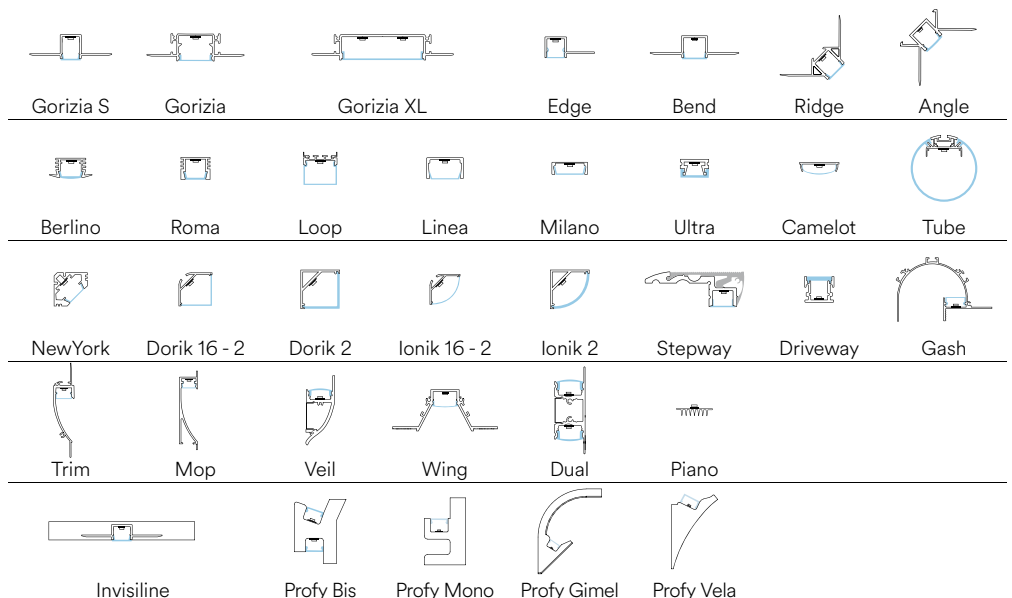 Gorizia S Gorizia Gorizia XL Edge Bend Ridge Angle
Berlino Roma Loop Linea Milano Ultra Camelot Tube
NewYork Dorik 16 - 2 Dorik 2 Ionik 16 - 2 Ionik 2 Stepway Driveway Gash
Trim Mop Veil Wing Dual Piano
Invisiline Profy Bis Profy Mono Profy Gimel Profy Vela